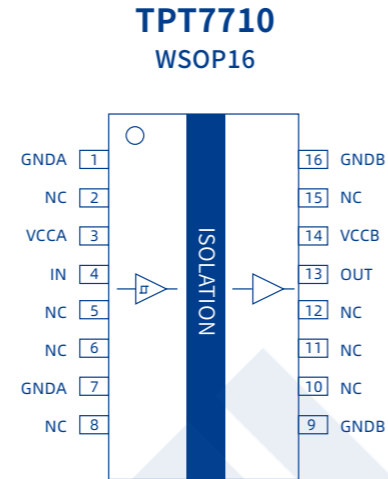 TPT7710
WSOP16
GNDA 1 16 GNDB
NC 2 15 NC
VCCA 3 14 VCCB
IN 4 13 OUT
NC 5 12 NC
NC 6 11 NC
GNDA 7 10 NC
NC 8 9 GNDB
ISOLATION